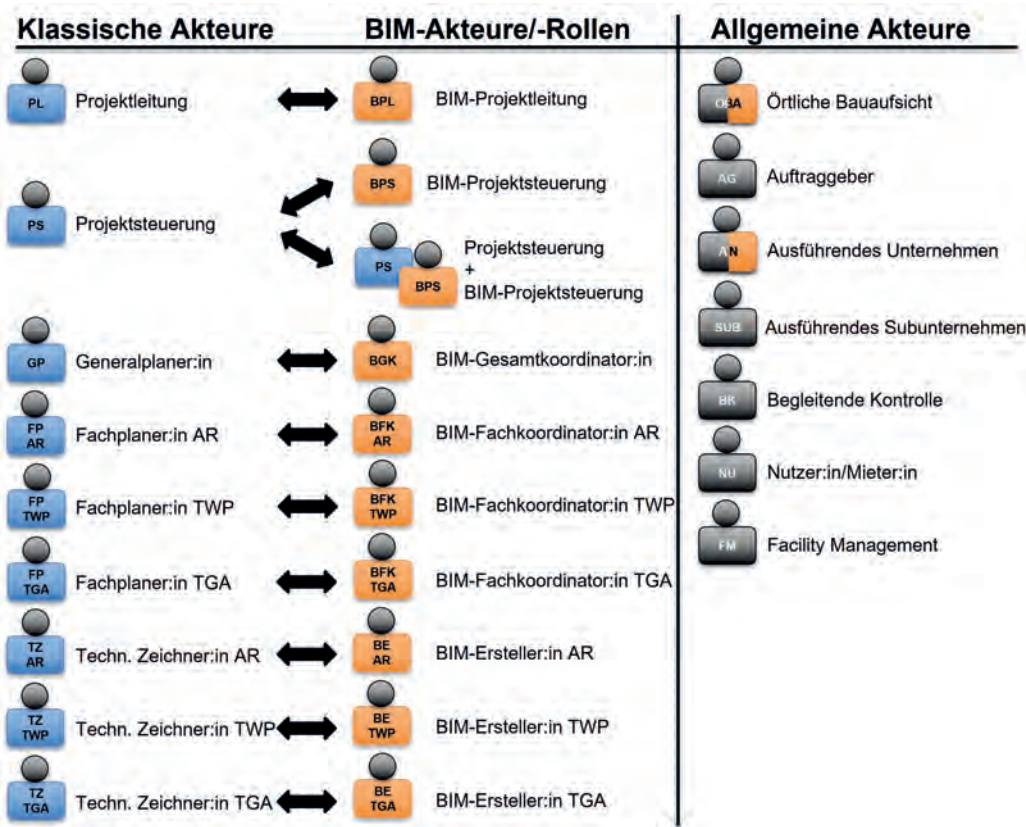 Klassische Akteure
BIM-Akteure/-Rollen
Allgemeine Akteure
PL
Projektleitung
BPL
BIM-Projektleitung
PS
Projektsteuerung
BPS
BIM-Projektsteuerung
PS
BPS
Projektsteuerung
+
BIM-Projektsteuerung
GP
Generalplaner:in
BGK
BIM-Gesamtkoordinator:in
FP
AR
Fachplaner:in AR
BFK
AR
BIM-Fachkoordinator:in AR
FP
TWP
Fachplaner:in TWP
BFK
TWP
BIM-Fachkoordinator:in TWP
FP
TGA
Fachplaner:in TGA
BFK
TGA
BIM-Fachkoordinator:in TGA
TZ
AR
Techn. Zeichner:in AR
BE
AR
BIM-Ersteller:in AR
TZ
TWP
Techn. Zeichner:in TWP
BE
TWP
BIM-Ersteller:in TWP
TZ
TGA
Techn. Zeichner:in TGA
BE
TGA
BIM-Ersteller:in TGA
ÖBA
Örtliche Bauaufsicht
AG
Auftraggeber
AN
Ausführendes Unternehmen
SUB
Ausführendes Subunternehmen
BK
Begleitende Kontrolle
NU
Nutzer:in/Mieter:in
FM
Facility Management